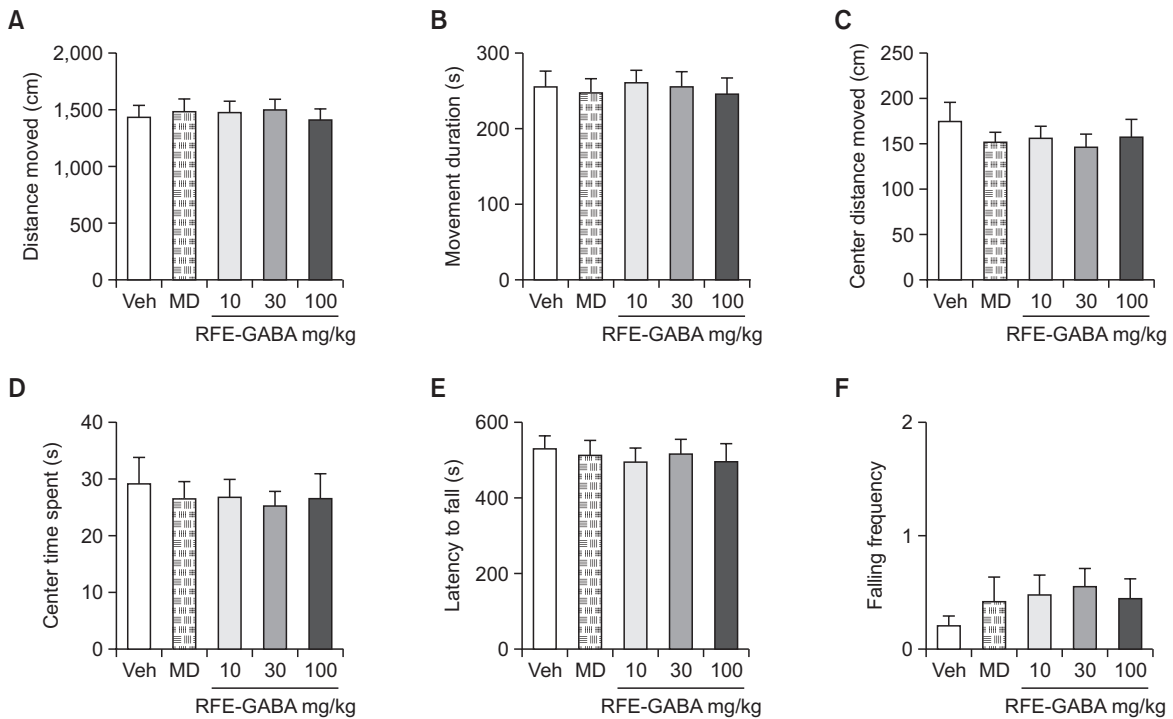 A
Distance moved (cm)
2,000
1,500
1,000
500
0
Veh MD 10 30 100
RFE-GABA mg/kg
B
Movement duration (s)
300
200
100
0
Veh MD 10 30 100
RFE-GABA mg/kg
C
Center distance moved (cm)
250
200
150
100
50
0
Veh MD 10 30 100
RFE-GABA mg/kg
D
Center time spent (s)
40
30
20
10
0
Veh MD 10 30 100
RFE-GABA mg/kg
E
Latency to fall (s)
600
400
200
0
Veh MD 10 30 100
RFE-GABA mg/kg
F
Falling frequency
2
1
0
Veh MD 10 30 100
RFE-GABA mg/kg